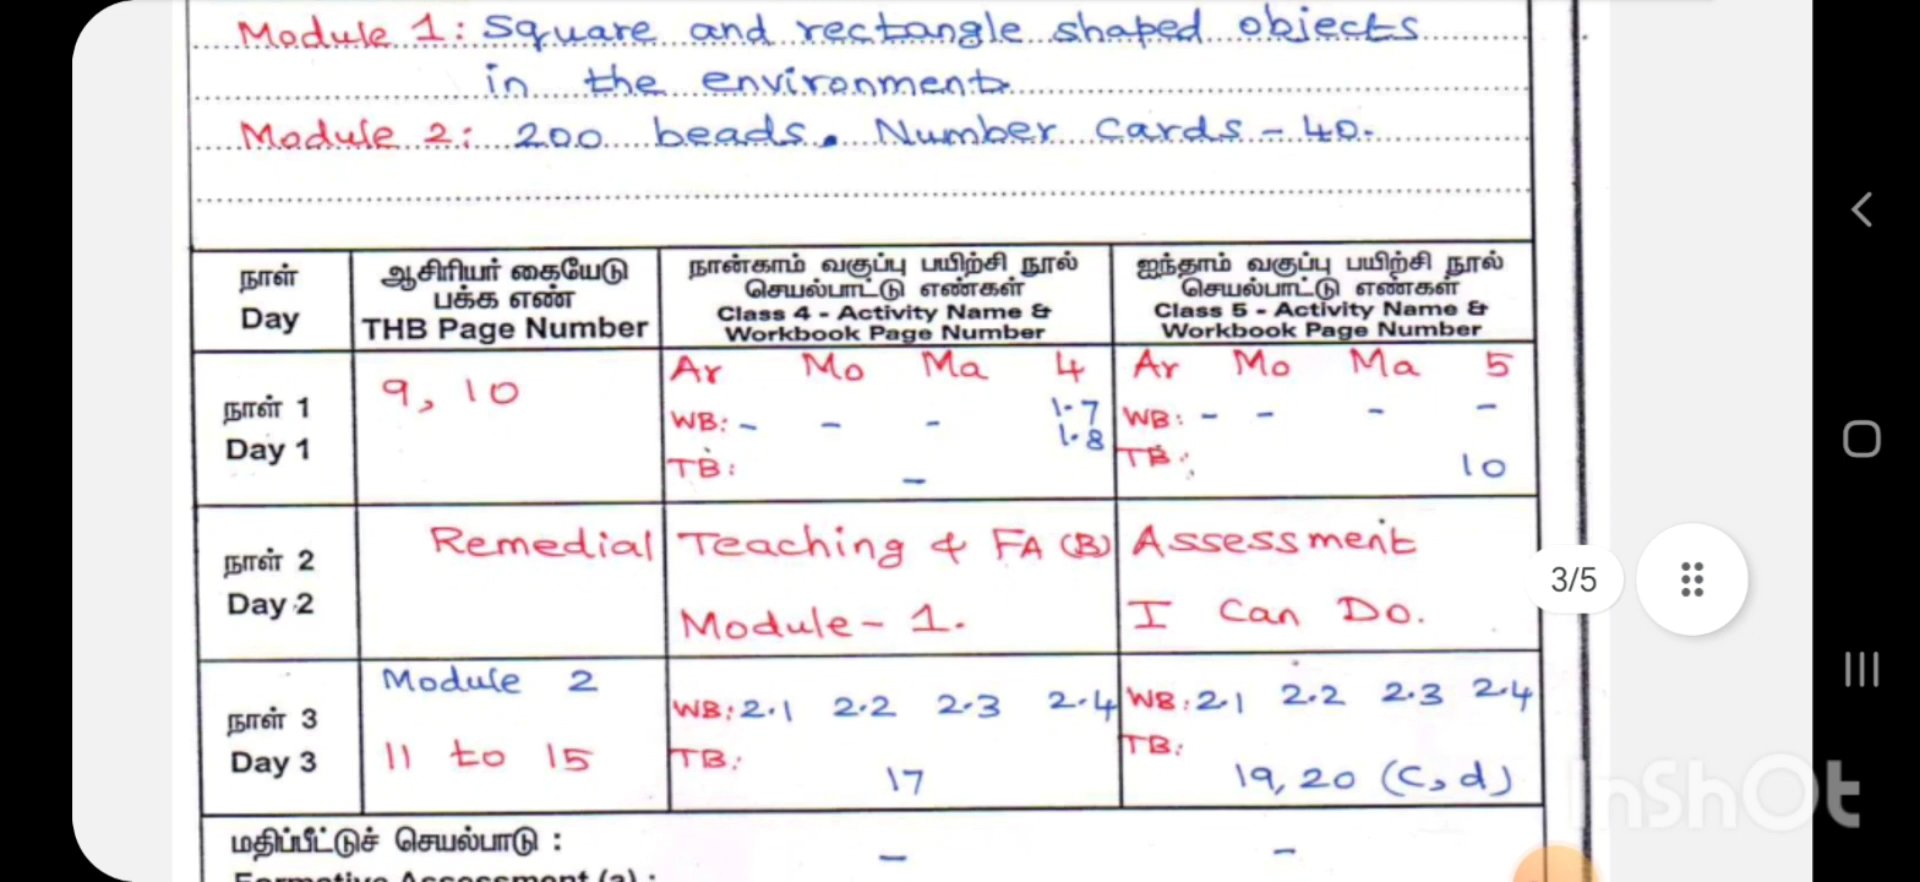 Module 1: Square and rectangle shaped objects
in the environment.
Module 2: 200 beads. Number cards - 40.
நாள்
Day
ஆசிரியர் கையேடு
பக்க எண்
THB Page Number
நான்காம் வகுப்பு பயிற்சி நூல்
செயல்பாட்டு எண்கள்
Class 4 - Activity Name &
Workbook Page Number
ஐந்தாம் வகுப்பு பயிற்சி நூல்
செயல்பாட்டு எண்கள்
Class 5 - Activity Name &
Workbook Page Number
நாள் 1
Day 1
9, 10
Ar Mo Ma 4
WB: - - - 1.7
1.8
TB: -
Ar Mo Ma 5
WB: - - - -
TB: 10
நாள் 2
Day 2
Remedial Teaching & FA (B) Assessment
Module - 1. I Can Do.
நாள் 3
Day 3
Module 2
11 to 15
WB: 2.1 2.2 2.3 2.4
TB:
17
WB: 2.1 2.2 2.3 2.4
TB:
19, 20 (c, d)
மதிப்பீட்டுச் செயல்பாடு : - -
Formative Assessment (a) :
3/5
InShOt